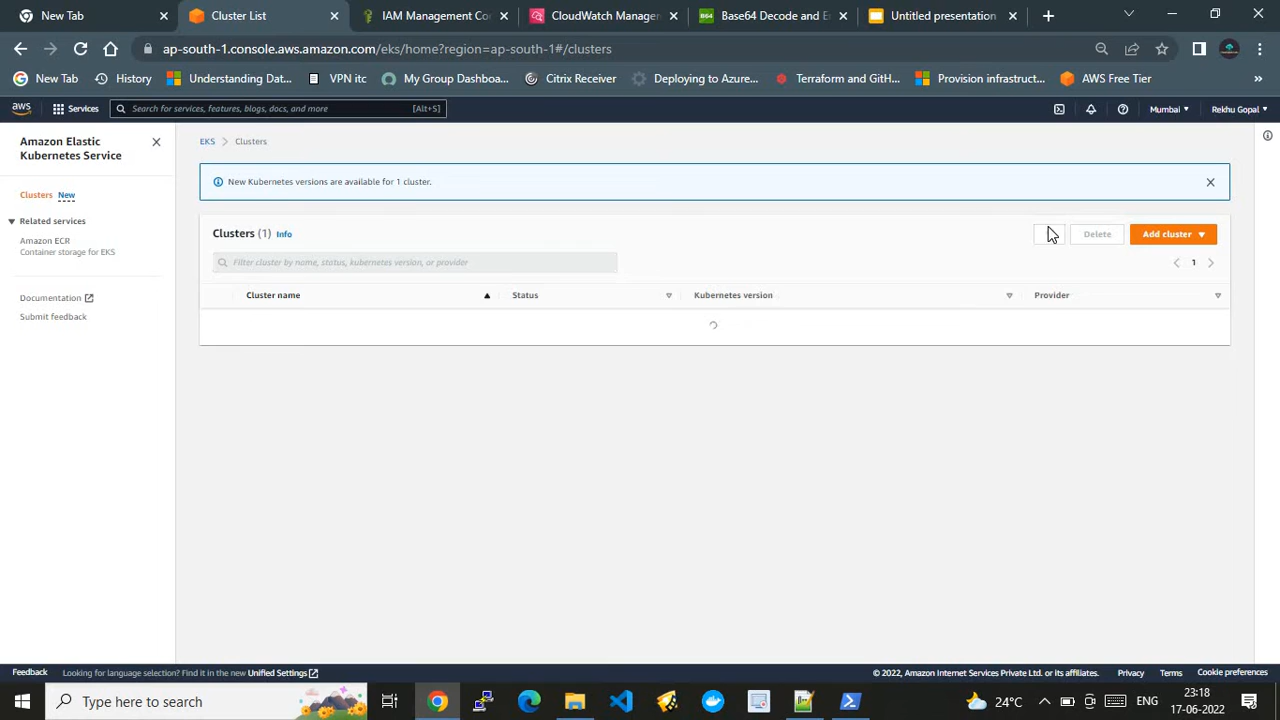 New Tab
Cluster List
IAM Management Co
CloudWatch Manage
Base64 Decode and E
Untitled presentation
ap-south-1.console.aws.amazon.com/eks/home?region=ap-south-1#/clusters
New Tab
History
Understanding Dat...
VPN itc
My Group Dashboa...
Citrix Receiver
Deploying to Azure...
Terraform and GitH...
Provision infrastruct...
AWS Free Tier
»
aws
Services
Search for services, features, blogs, docs, and more
[Alt+S]
Mumbai
Rekhu Gopal
Amazon Elastic
Kubernetes Service
Clusters New
Related services
Amazon ECR
Container storage for EKS
Documentation
Submit feedback
EKS > Clusters
New Kubernetes versions are available for 1 cluster.
Clusters (1) Info
Delete
Add cluster
Filter cluster by name, status, kubernetes version, or provider
1
Cluster name
Status
Kubernetes version
Provider
Feedback
Looking for language selection? Find it in the new Unified Settings
© 2022, Amazon Internet Services Private Ltd. or its affiliates.
Privacy
Terms
Cookie preferences
Type here to search
24°C
ENG
23:18
17-06-2022